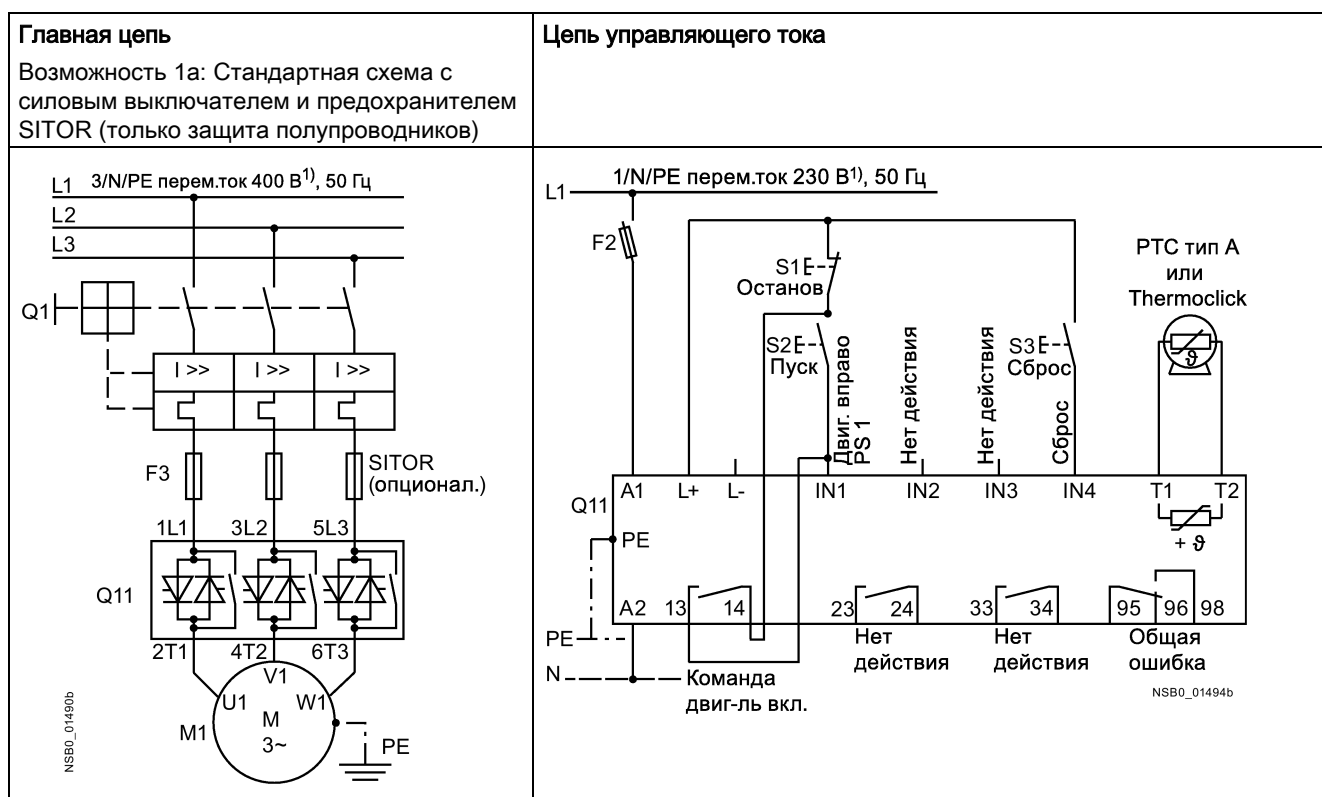 Главная цепь
Возможность 1а: Стандартная схема с
силовым выключателем и предохранителем
SITOR (только защита полупроводников)
Цепь управляющего тока
L1 3/N/PE перем.ток 400 В1), 50 Гц
L2
L3
Q1
I >> I >> I >>
F3
SITOR
(опционал.)
1L1 3L2 5L3
Q11
2T1 4T2 6T3
V1
U1 W1
M1
M
3~
PE
NSB0_01490b
1/N/PE перем.ток 230 В1), 50 Гц
L1
F2
S1
Останов
S2
Пуск
Двиг. вправо
PS 1
Нет действия
Нет действия
S3
Сброс
Сброс
PTC тип A
или
Thermoclick
ϑ
Q11
A1 L+ L- IN1 IN2 IN3 IN4 T1 T2
+ ϑ
PE
A2 13 14 23 24 33 34 95 96 98
PE
N
Команда
двиг-ль вкл.
Нет
действия
Нет
действия
Общая
ошибка
NSB0_01494b